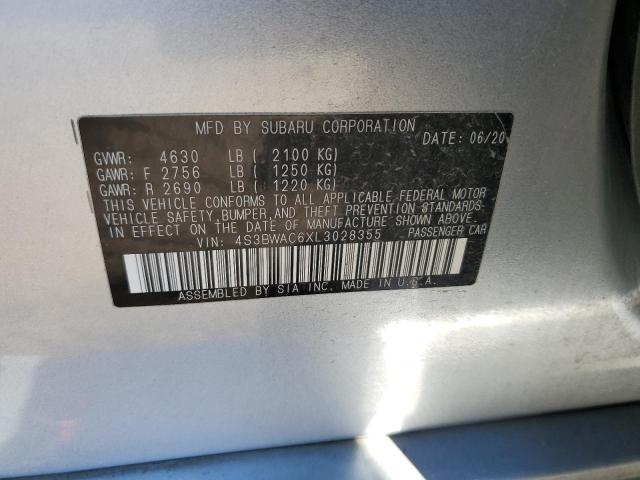 MFD BY SUBARU CORPORATION
DATE: 06/20
GVWR: 4630 LB ( 2100 KG)
GAWR: F 2756 LB ( 1250 KG)
GAWR: R 2690 LB ( 1220 KG)
THIS VEHICLE CONFORMS TO ALL APPLICABLE FEDERAL MOTOR
VEHICLE SAFETY, BUMPER, AND THEFT PREVENTION STANDARDS
IN EFFECT ON THE DATE OF MANUFACTURE SHOWN ABOVE.
VIN: 4S3BWAC6XL3028355 PASSENGER CAR
ASSEMBLED BY SIA INC. MADE IN U.S.A.